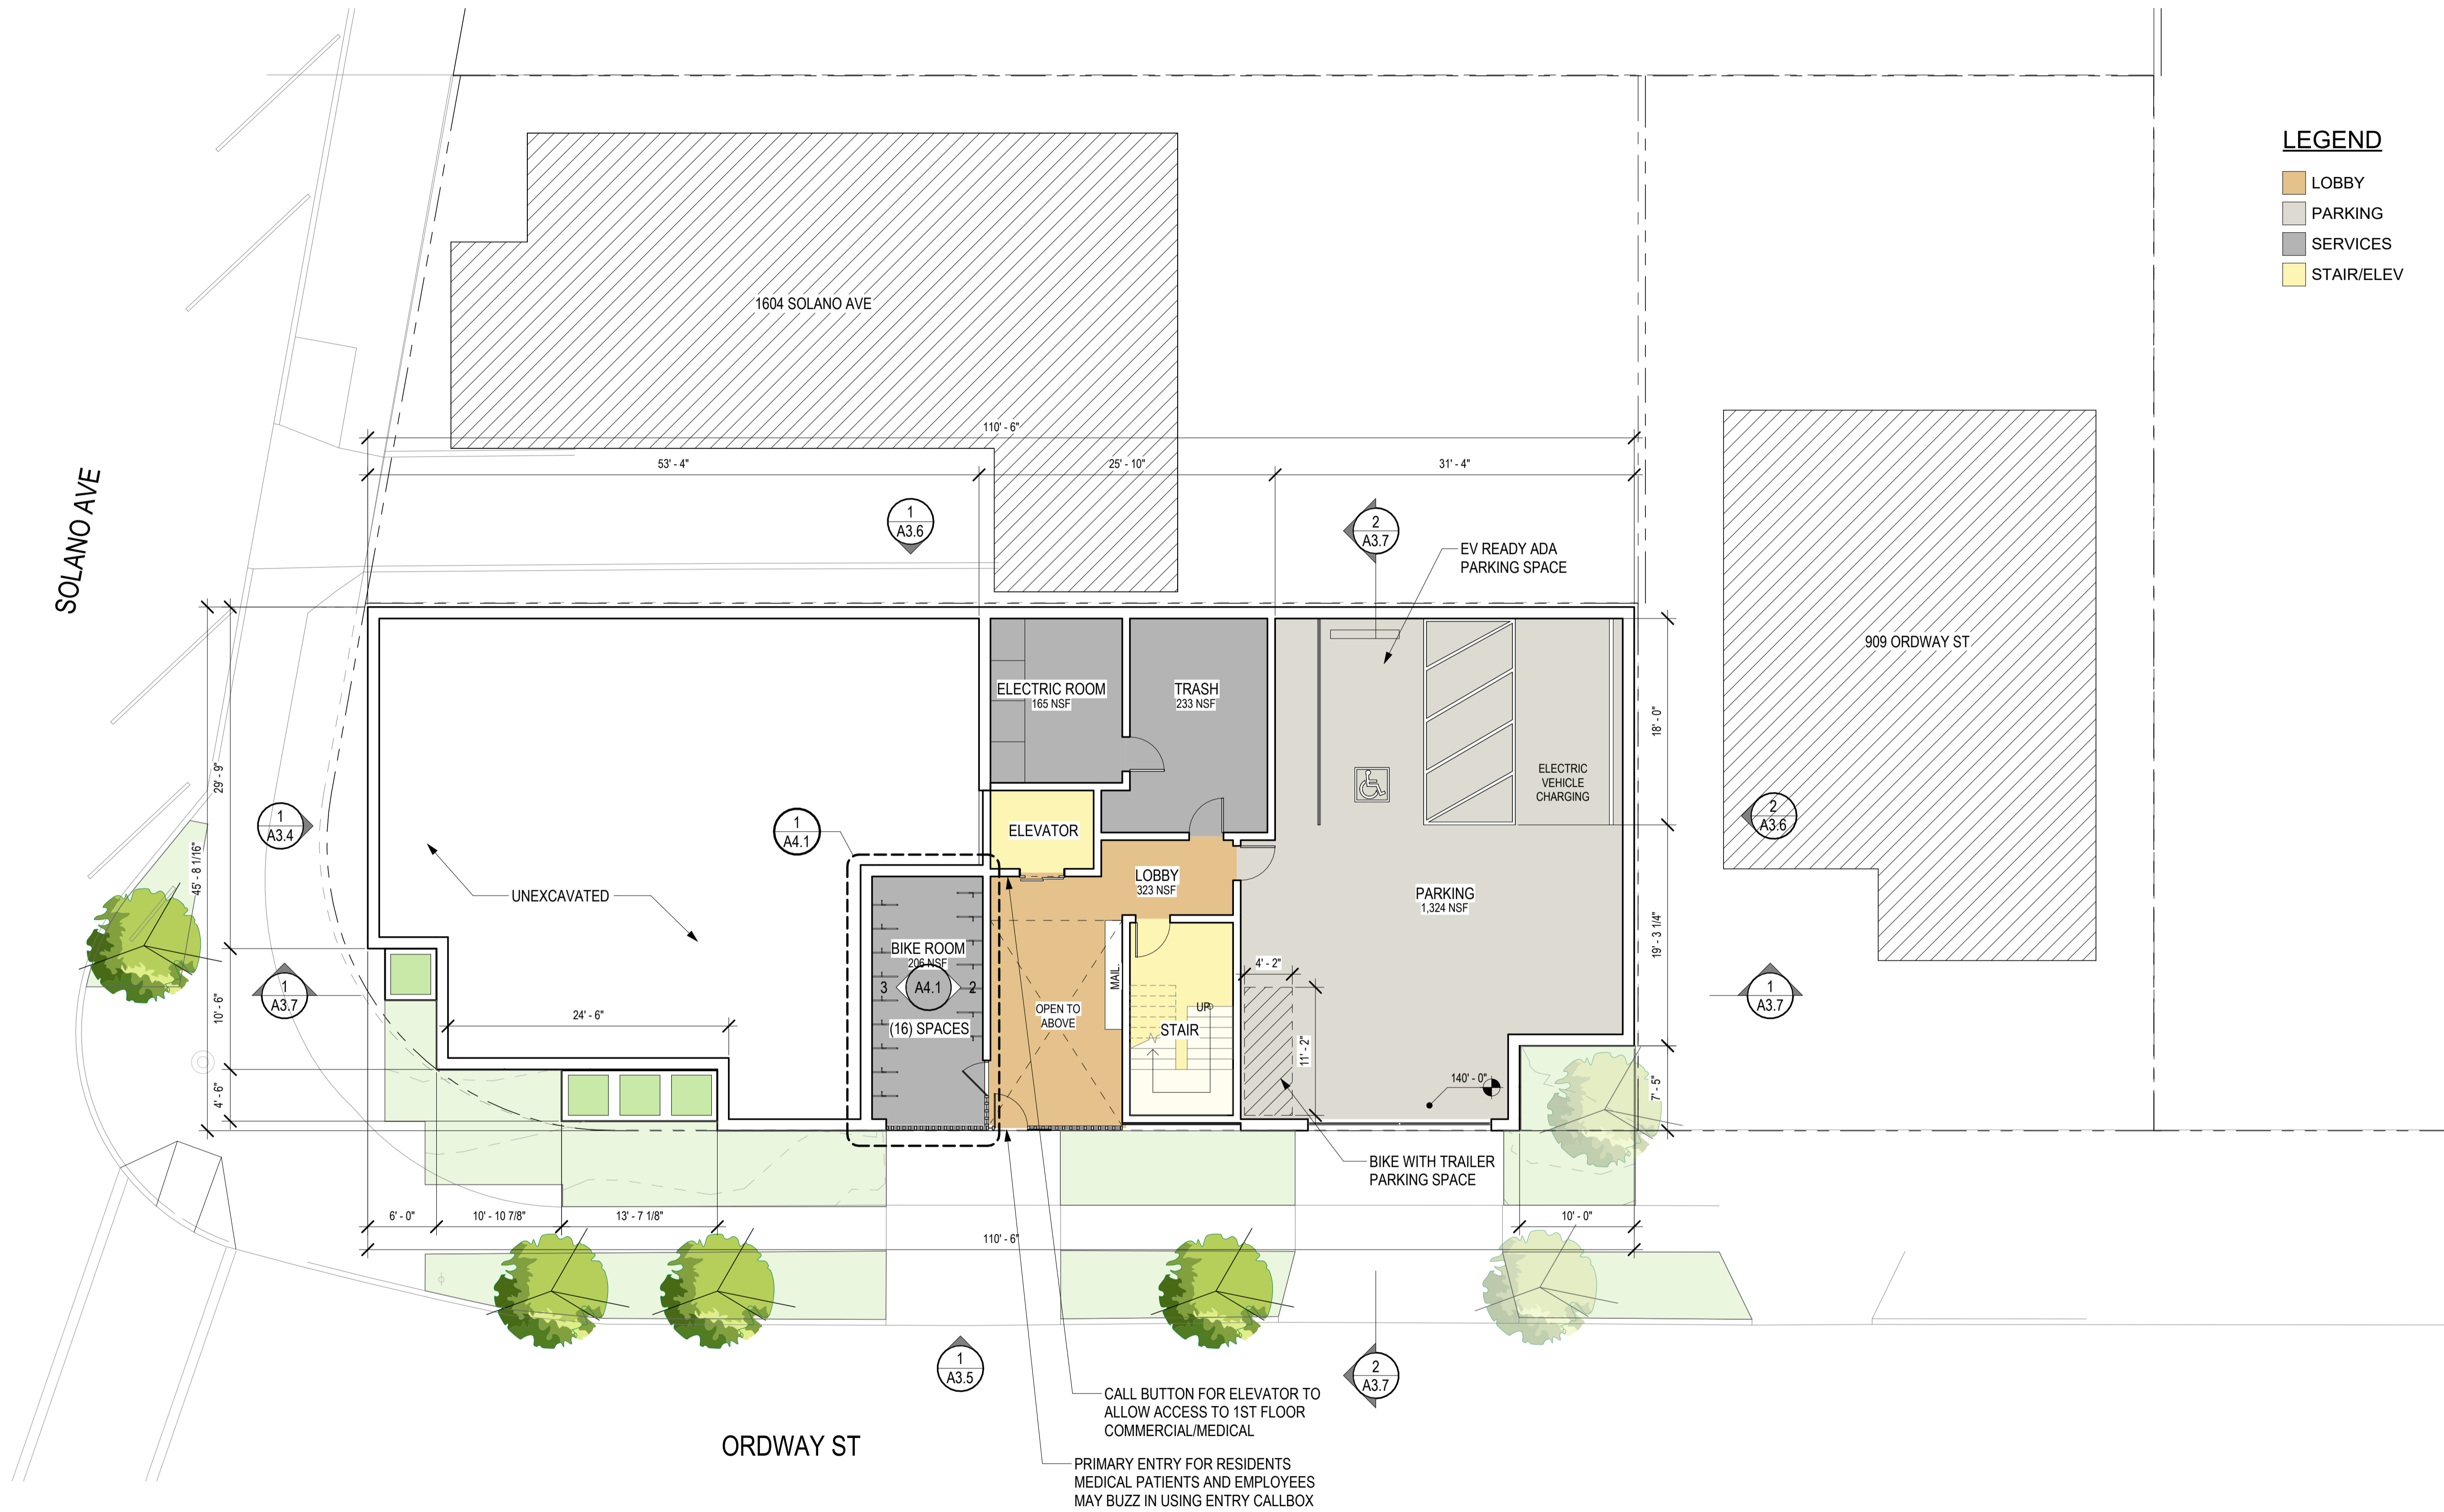 LEGEND
LOBBY
PARKING
SERVICES
STAIR/ELEV
1604 SOLANO AVE
110' - 6"
53' - 4"
25' - 10"
31' - 4"
SOLANO AVE
1
A3.6
2
A3.7
EV READY ADA
PARKING SPACE
909 ORDWAY ST
ELECTRIC ROOM
165 NSF
TRASH
233 NSF
18' - 0"
29' - 9"
ELECTRIC
VEHICLE
CHARGING
1
A3.4
1
A4.1
ELEVATOR
2
A3.6
45' - 8 1/16"
UNEXCAVATED
LOBBY
323 NSF
PARKING
1,324 NSF
19' - 3 1/4"
BIKE ROOM
206 NSF
4' - 2"
MAIL.
1
A3.7
3
A4.1
2
1
A3.7
10' - 6"
24' - 6"
(16) SPACES
OPEN TO
ABOVE
UP
STAIR
11' - 2"
140' - 0"
4' - 6"
7' - 5"
BIKE WITH TRAILER
PARKING SPACE
6' - 0"
10' - 10 7/8"
13' - 7 1/8"
10' - 0"
110' - 6"
1
A3.5
2
A3.7
CALL BUTTON FOR ELEVATOR TO
ALLOW ACCESS TO 1ST FLOOR
COMMERCIAL/MEDICAL
ORDWAY ST
PRIMARY ENTRY FOR RESIDENTS
MEDICAL PATIENTS AND EMPLOYEES
MAY BUZZ IN USING ENTRY CALLBOX